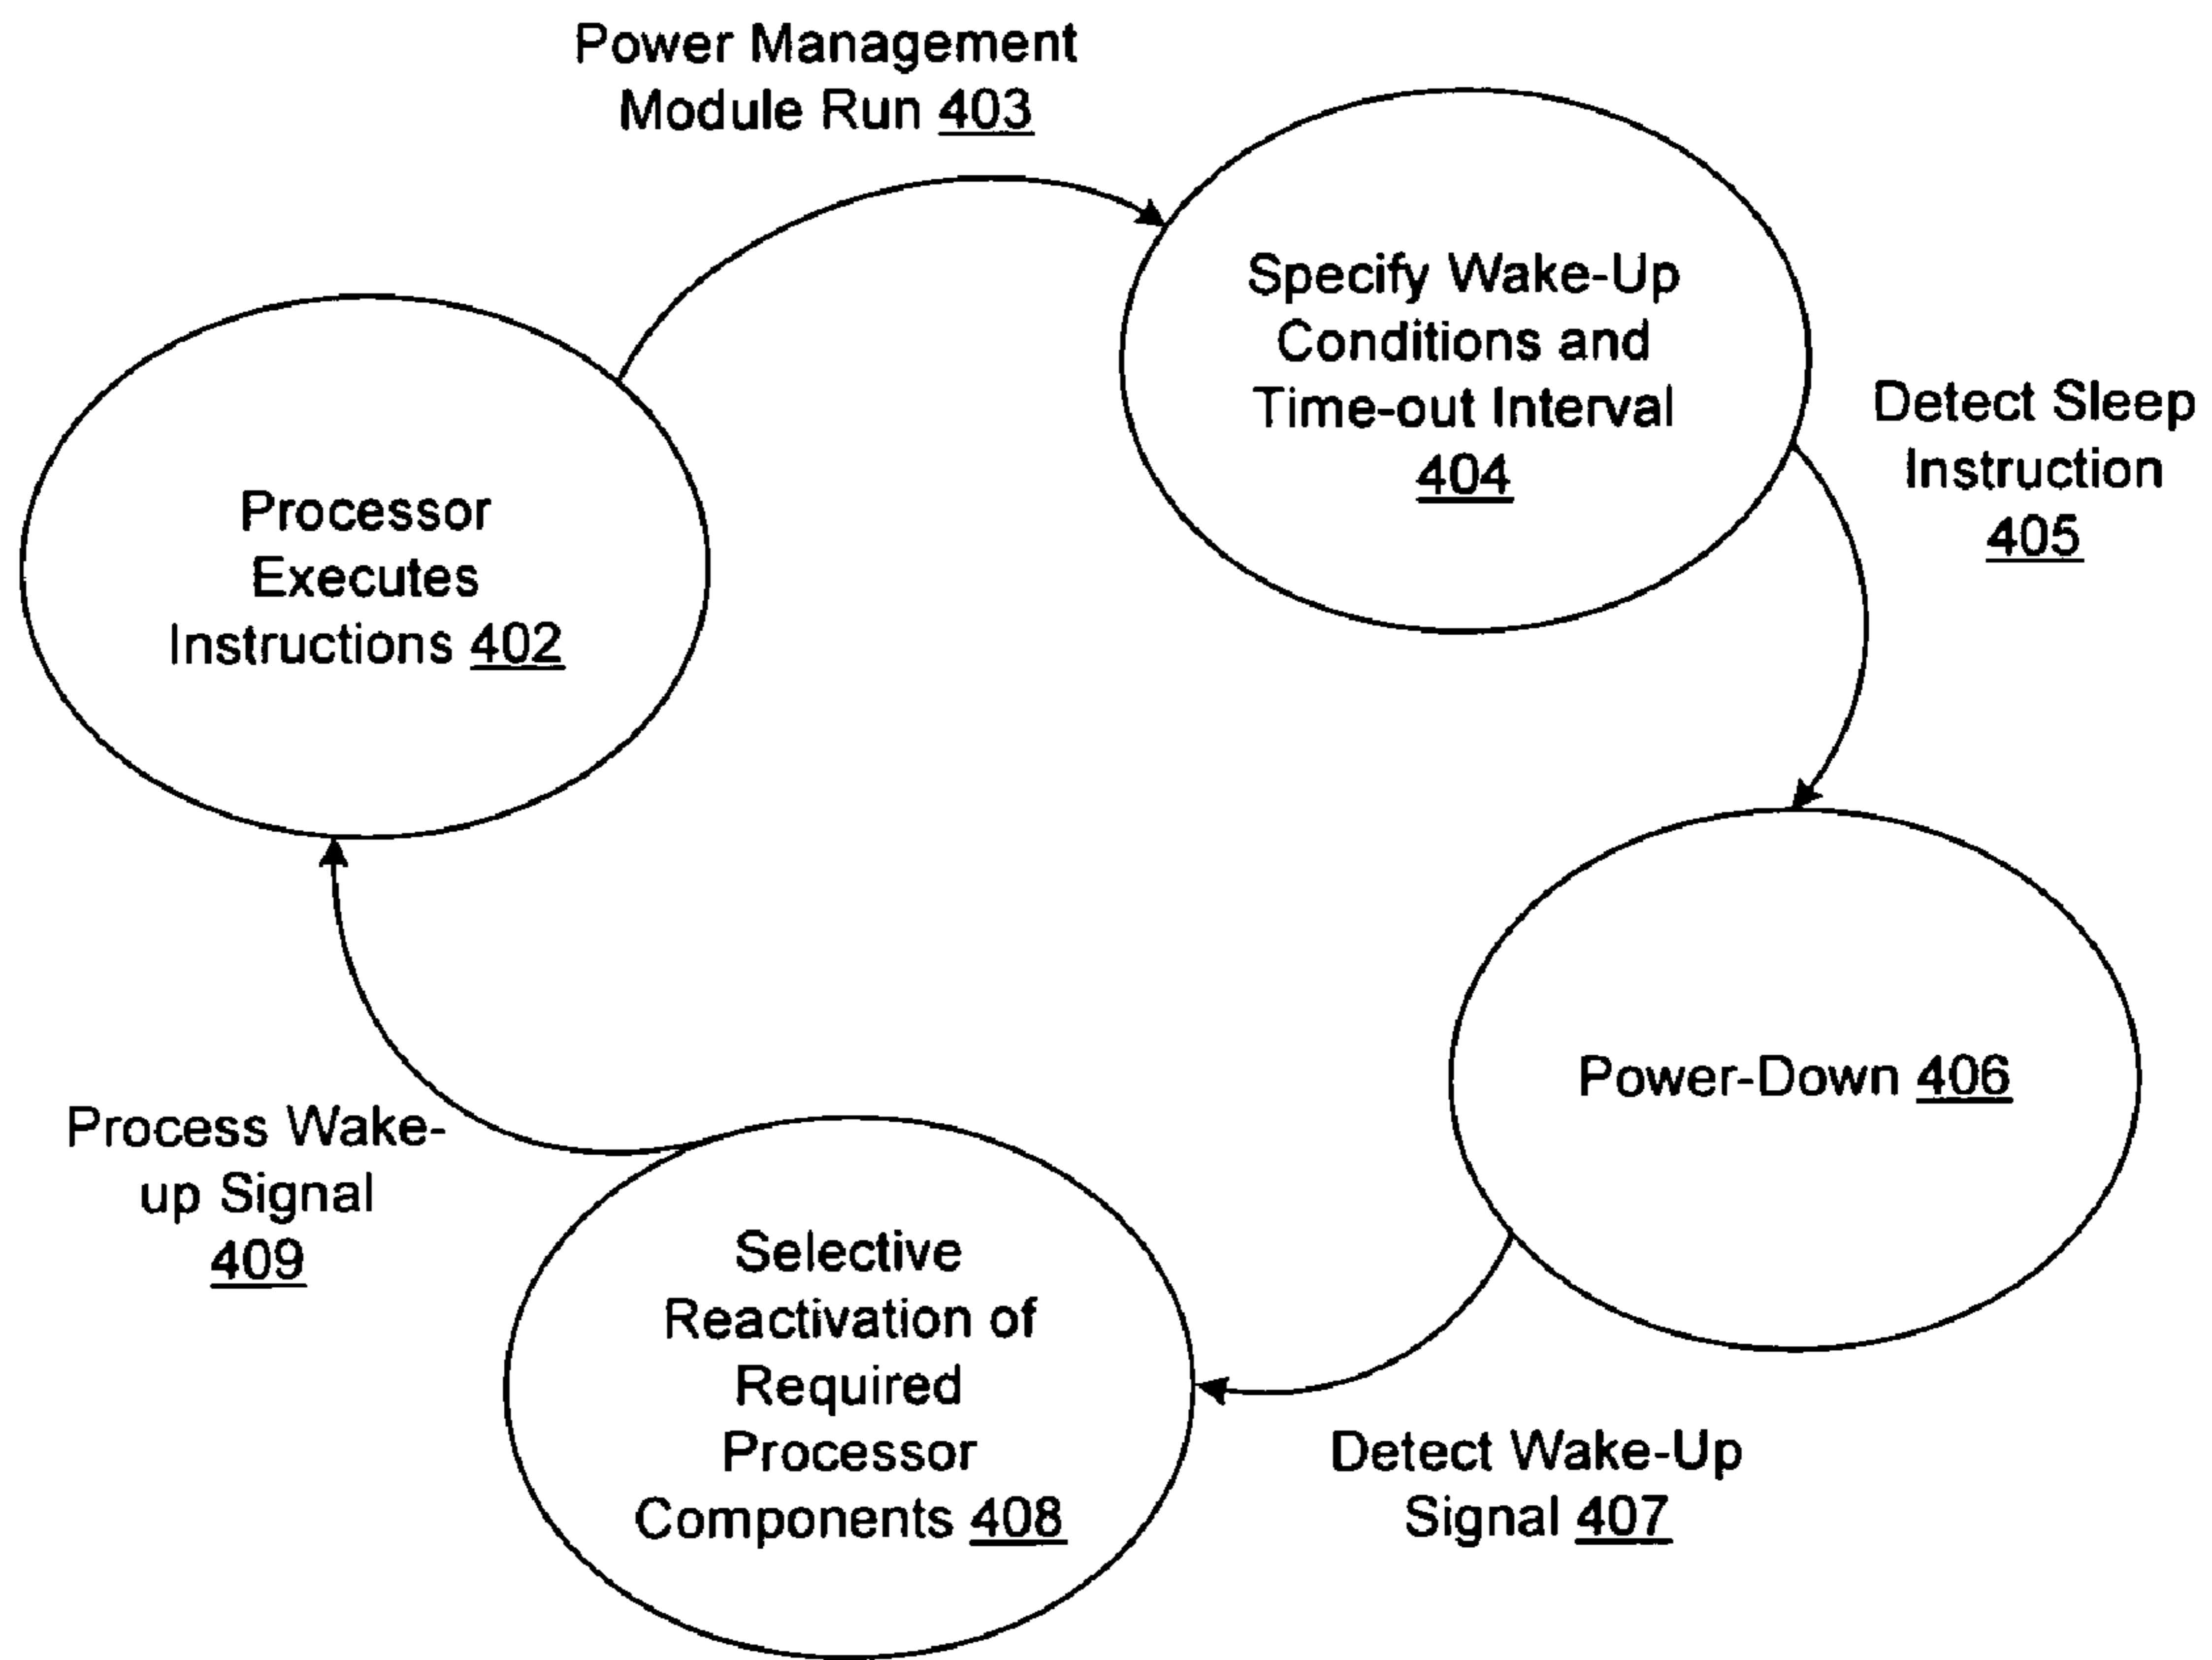 Power Management
Module Run 403
Specify Wake-Up
Conditions and
Time-out Interval
404
Detect Sleep
Instruction
405
Processor
Executes
Instructions 402
Power-Down 406
Process Wake-
up Signal
409
Selective
Reactivation of
Required
Processor
Components 408
Detect Wake-Up
Signal 407